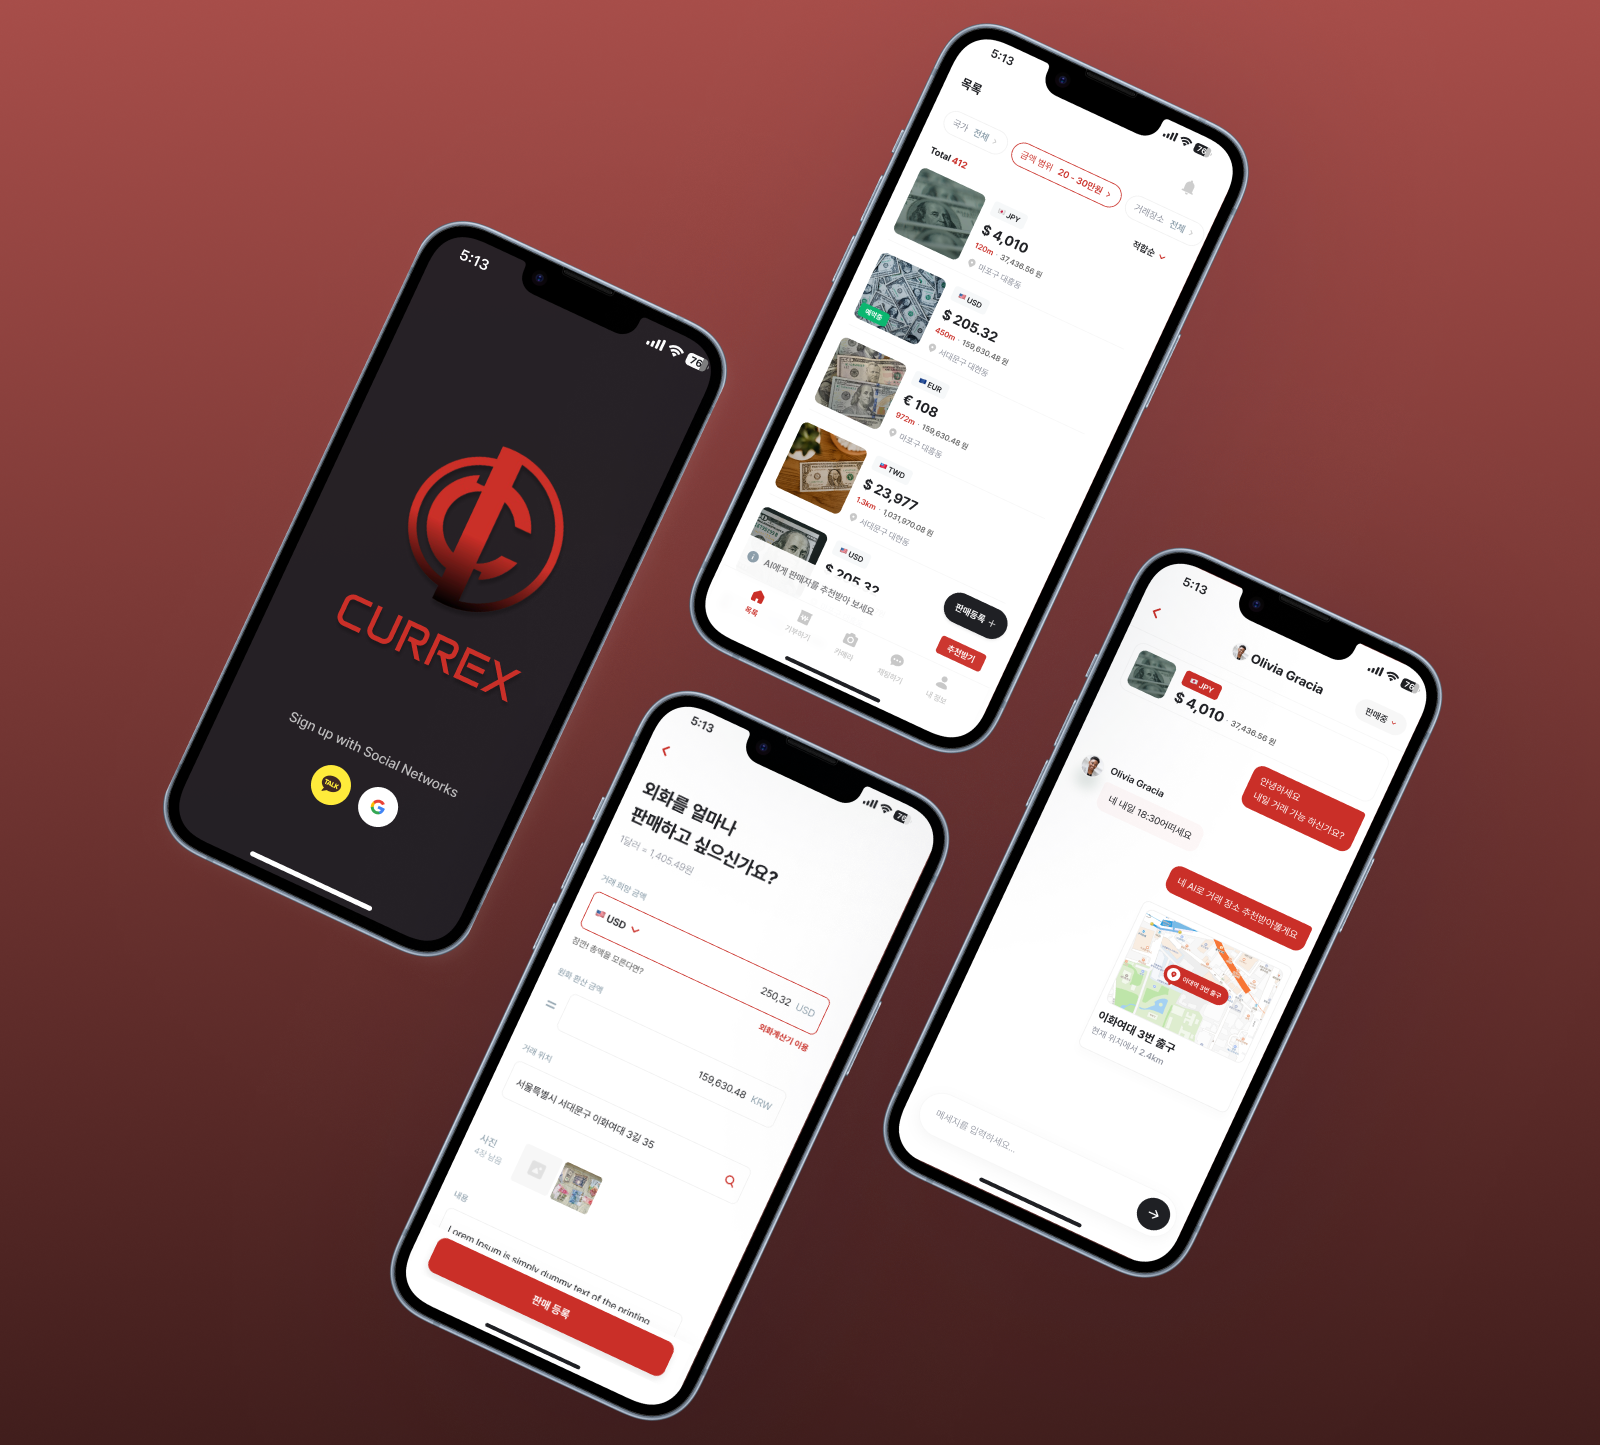 5:13
76
CURREX
Sign up with Social Networks
TALK
G
5:13
76
목록
국가 전체
금액 범위 20 - 30만원
거래장소 전체
Total 412
적합순
JPY
$ 4,010
120m · 37,436.56 원
마포구 대흥동
USD
$ 205.32
450m · 159,630.48 원
서대문구 대현동
예약중
EUR
€ 108
972m · 159,630.48 원
마포구 대흥동
TWD
$ 23,977
1.3km · 1,031,970.08 원
서대문구 대현동
USD
$ 205.32
AI에게 판매자를 추천받아 보세요
판매등록 +
추천받기
목록
기부하기
카메라
채팅하기
내 정보
5:13
76
외화를 얼마나
판매하고 싶으신가요?
1달러 = 1,405.49원
거래 희망 금액
USD
250,32 USD
잠깐! 총액을 모른다면?
외화계산기 이용
원화 환산 금액
=
159,630.48 KRW
거래 위치
서울특별시 서대문구 이화여대 3길 35
사진
4장 남음
내용
Lorem Ipsum is simply dummy text of the printing
판매 등록
5:13
76
Olivia Gracia
JPY
$ 4,010 · 37,436.56 원
판매중
안녕하세요
내일 거래 가능 하신가요?
Olivia Gracia
네 내일 18:30어떠세요
네 AI로 거래 장소 추천받아볼게요
이대역 3번 출구
이화여대 3번 출구
현재 위치에서 2.4km
메세지를 입력하세요...